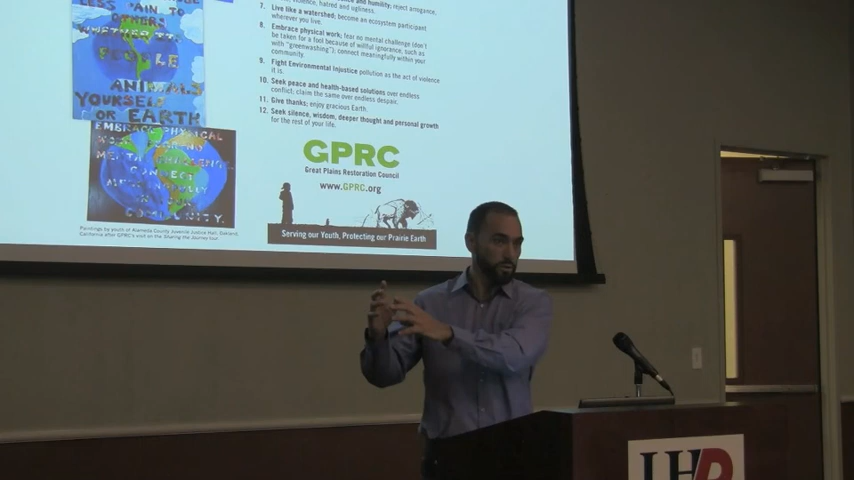 LESS PAIN TO
OTHERS
WHETHER IT'S
PEOPLE
ANIMALS
YOURSELF
OR EARTH
EMBRACE PHYSICAL
COMMUNITY.
Paintings by youth of Alameda County Juvenile Justice Hall, Oakland,
California after GPRC's visit on the Sharing the Journey tour.
and humility; reject arrogance,
violence, hatred and ugliness.
7. Live like a watershed; become an ecosystem participant
wherever you live.
8. Embrace physical work; fear no mental challenge (don't
be taken for a fool because of willful ignorance, such as
with "greenwashing"); connect meaningfully within your
community.
9. Fight Environmental Injustice pollution as the act of violence
it is.
10. Seek peace and health-based solutions over endless
conflict; claim the same over endless despair.
11. Give thanks; enjoy gracious Earth.
12. Seek silence, wisdom, deeper thought and personal growth
for the rest of your life.
GPRC
Great Plains Restoration Council
www.GPRC.org
Serving our Youth, Protecting our Prairie Earth
UHD